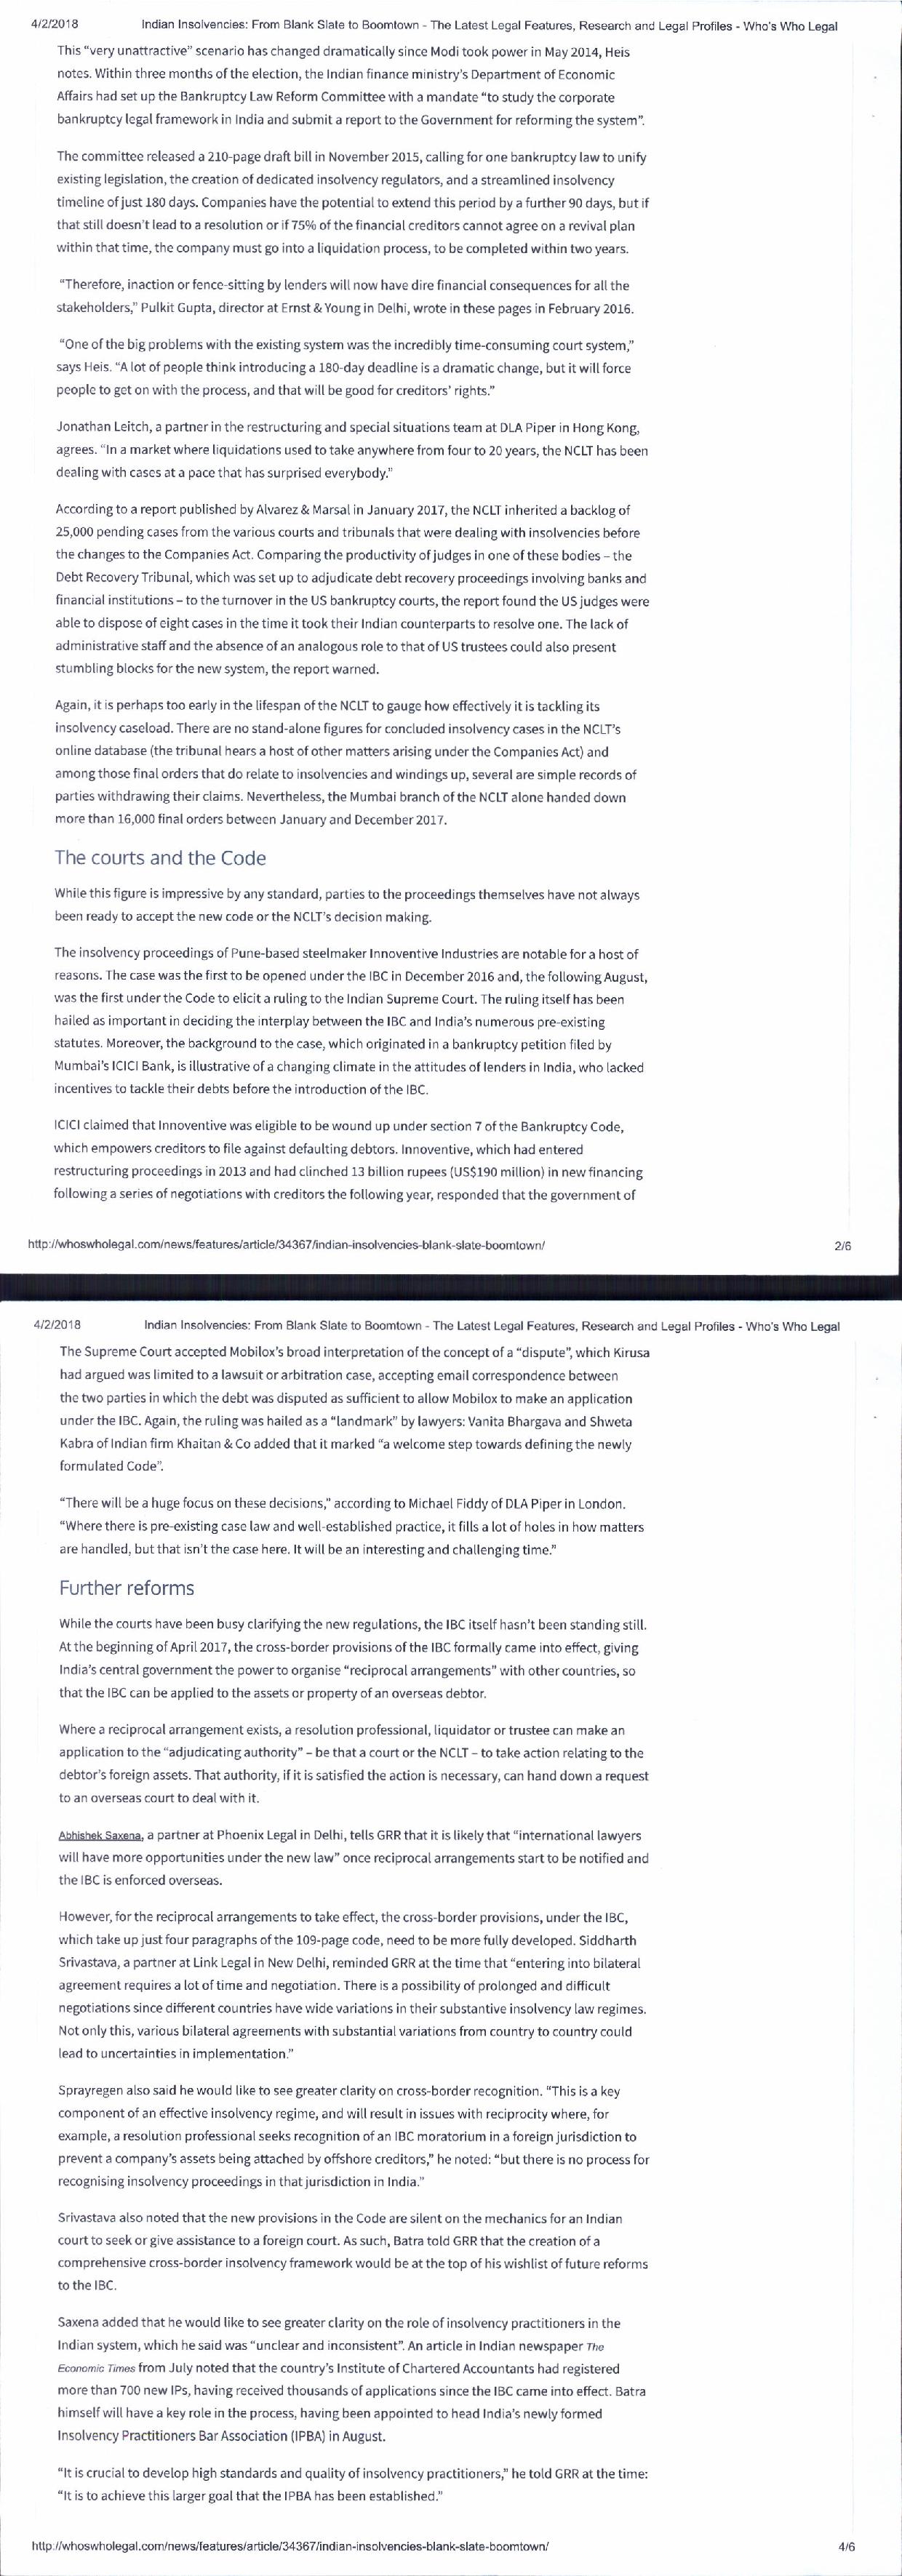 4/2/2018 Indian Insolvencies: From Blank Slate to Boomtown - The Latest Legal Features, Research and Legal Profiles - Who's Who Legal
This “very unattractive” scenario has changed dramatically since Modi took power in May 2014, Heis
notes. Within three months of the election, the Indian finance ministry’s Department of Economic
Affairs had set up the Bankruptcy Law Reform Committee with a mandate “to study the corporate
bankruptcy legal framework in India and submit a report to the Government for reforming the system”.
The committee released a 210-page draft bill in November 2015, calling for one bankruptcy law to unify
existing legislation, the creation of dedicated insolvency regulators, and a streamlined insolvency
timeline of just 180 days. Companies have the potential to extend this period by a further 90 days, but if
that still doesn’t lead to a resolution or if 75% of the financial creditors cannot agree on a revival plan
within that time, the company must go into a liquidation process, to be completed within two years.
“Therefore, inaction or fence-sitting by lenders will now have dire financial consequences for all the
stakeholders,” Pulkit Gupta, director at Ernst & Young in Delhi, wrote in these pages in February 2016.
“One of the big problems with the existing system was the incredibly time-consuming court system,”
says Heis. “A lot of people think introducing a 180-day deadline is a dramatic change, but it will force
people to get on with the process, and that will be good for creditors’ rights.”
Jonathan Leitch, a partner in the restructuring and special situations team at DLA Piper in Hong Kong,
agrees. “In a market where liquidations used to take anywhere from four to 20 years, the NCLT has been
dealing with cases at a pace that has surprised everybody.”
According to a report published by Alvarez & Marsal in January 2017, the NCLT inherited a backlog of
25,000 pending cases from the various courts and tribunals that were dealing with insolvencies before
the changes to the Companies Act. Comparing the productivity of judges in one of these bodies – the
Debt Recovery Tribunal, which was set up to adjudicate debt recovery proceedings involving banks and
financial institutions – to the turnover in the US bankruptcy courts, the report found the US judges were
able to dispose of eight cases in the time it took their Indian counterparts to resolve one. The lack of
administrative staff and the absence of an analogous role to that of US trustees could also present
stumbling blocks for the new system, the report warned.
Again, it is perhaps too early in the lifespan of the NCLT to gauge how effectively it is tackling its
insolvency caseload. There are no stand-alone figures for concluded insolvency cases in the NCLT’s
online database (the tribunal hears a host of other matters arising under the Companies Act) and
among those final orders that do relate to insolvencies and windings up, several are simple records of
parties withdrawing their claims. Nevertheless, the Mumbai branch of the NCLT alone handed down
more than 16,000 final orders between January and December 2017.
The courts and the Code
While this figure is impressive by any standard, parties to the proceedings themselves have not always
been ready to accept the new code or the NCLT’s decision making.
The insolvency proceedings of Pune-based steelmaker Innoventive Industries are notable for a host of
reasons. The case was the first to be opened under the IBC in December 2016 and, the following August,
was the first under the Code to elicit a ruling to the Indian Supreme Court. The ruling itself has been
hailed as important in deciding the interplay between the IBC and India’s numerous pre-existing
statutes. Moreover, the background to the case, which originated in a bankruptcy petition filed by
Mumbai’s ICICI Bank, is illustrative of a changing climate in the attitudes of lenders in India, who lacked
incentives to tackle their debts before the introduction of the IBC.
ICICI claimed that Innoventive was eligible to be wound up under section 7 of the Bankruptcy Code,
which empowers creditors to file against defaulting debtors. Innoventive, which had entered
restructuring proceedings in 2013 and had clinched 13 billion rupees (US$190 million) in new financing
following a series of negotiations with creditors the following year, responded that the government of
http://whoswholegal.com/news/features/article/34367/indian-insolvencies-blank-slate-boomtown/ 2/6
4/2/2018 Indian Insolvencies: From Blank Slate to Boomtown - The Latest Legal Features, Research and Legal Profiles - Who's Who Legal
The Supreme Court accepted Mobilox’s broad interpretation of the concept of a “dispute”, which Kirusa
had argued was limited to a lawsuit or arbitration case, accepting email correspondence between
the two parties in which the debt was disputed as sufficient to allow Mobilox to make an application
under the IBC. Again, the ruling was hailed as a “landmark” by lawyers: Vanita Bhargava and Shweta
Kabra of Indian firm Khaitan & Co added that it marked “a welcome step towards defining the newly
formulated Code”.
“There will be a huge focus on these decisions,” according to Michael Fiddy of DLA Piper in London.
“Where there is pre-existing case law and well-established practice, it fills a lot of holes in how matters
are handled, but that isn’t the case here. It will be an interesting and challenging time.”
Further reforms
While the courts have been busy clarifying the new regulations, the IBC itself hasn’t been standing still.
At the beginning of April 2017, the cross-border provisions of the IBC formally came into effect, giving
India’s central government the power to organise “reciprocal arrangements” with other countries, so
that the IBC can be applied to the assets or property of an overseas debtor.
Where a reciprocal arrangement exists, a resolution professional, liquidator or trustee can make an
application to the “adjudicating authority” – be that a court or the NCLT – to take action relating to the
debtor’s foreign assets. That authority, if it is satisfied the action is necessary, can hand down a request
to an overseas court to deal with it.
Abhishek Saxena, a partner at Phoenix Legal in Delhi, tells GRR that it is likely that “international lawyers
will have more opportunities under the new law” once reciprocal arrangements start to be notified and
the IBC is enforced overseas.
However, for the reciprocal arrangements to take effect, the cross-border provisions, under the IBC,
which take up just four paragraphs of the 109-page code, need to be more fully developed. Siddharth
Srivastava, a partner at Link Legal in New Delhi, reminded GRR at the time that “entering into bilateral
agreement requires a lot of time and negotiation. There is a possibility of prolonged and difficult
negotiations since different countries have wide variations in their substantive insolvency law regimes.
Not only this, various bilateral agreements with substantial variations from country to country could
lead to uncertainties in implementation.”
Sprayregen also said he would like to see greater clarity on cross-border recognition. “This is a key
component of an effective insolvency regime, and will result in issues with reciprocity where, for
example, a resolution professional seeks recognition of an IBC moratorium in a foreign jurisdiction to
prevent a company’s assets being attached by offshore creditors,” he noted: “but there is no process for
recognising insolvency proceedings in that jurisdiction in India.”
Srivastava also noted that the new provisions in the Code are silent on the mechanics for an Indian
court to seek or give assistance to a foreign court. As such, Batra told GRR that the creation of a
comprehensive cross-border insolvency framework would be at the top of his wishlist of future reforms
to the IBC.
Saxena added that he would like to see greater clarity on the role of insolvency practitioners in the
Indian system, which he said was “unclear and inconsistent”. An article in Indian newspaper The
Economic Times from July noted that the country’s Institute of Chartered Accountants had registered
more than 700 new IPs, having received thousands of applications since the IBC came into effect. Batra
himself will have a key role in the process, having been appointed to head India’s newly formed
Insolvency Practitioners Bar Association (IPBA) in August.
“It is crucial to develop high standards and quality of insolvency practitioners,” he told GRR at the time:
“It is to achieve this larger goal that the IPBA has been established.”
http://whoswholegal.com/news/features/article/34367/indian-insolvencies-blank-slate-boomtown/ 4/6